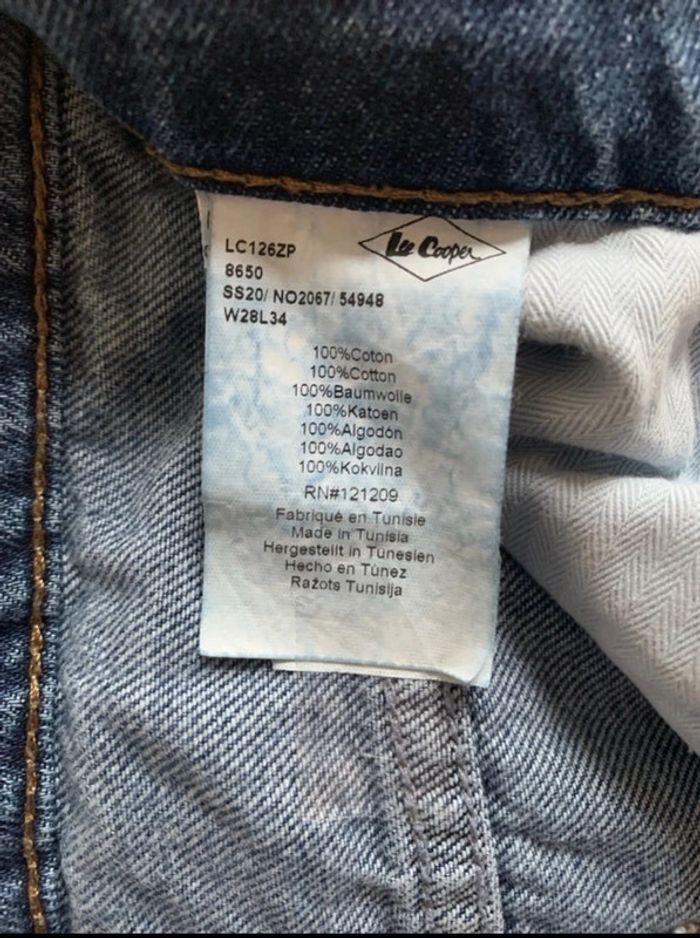 Lee Cooper
LC126ZP
8650
SS20/ NO2067/ 54948
W28L34
100%Coton
100%Cotton
100%Baumwolle
100%Katoen
100%Algodón
100%Algodao
100%Kokvilna
RN#121209
Fabriqué en Tunisie
Made in Tunisia
Hergestellt in Tunesien
Hecho en Túnez
Ražots Tunisija